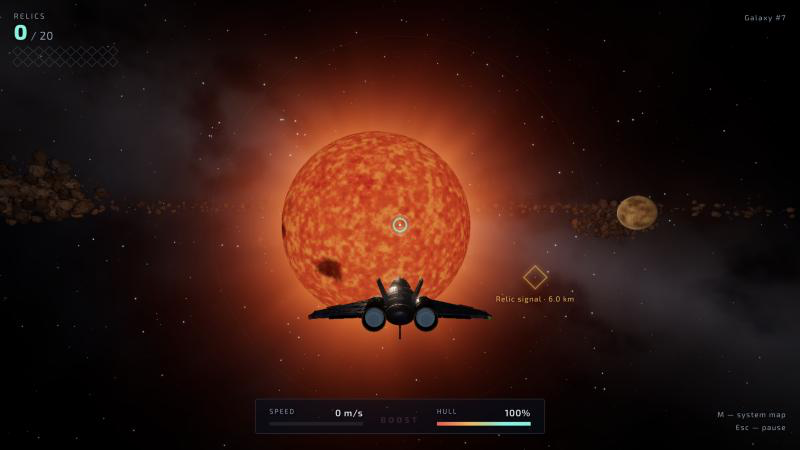 RELICS
0 / 20
Galaxy #7
Relic signal · 6.0 km
SPEED 0 m/s
BOOST
HULL 100%
M — system map
Esc — pause